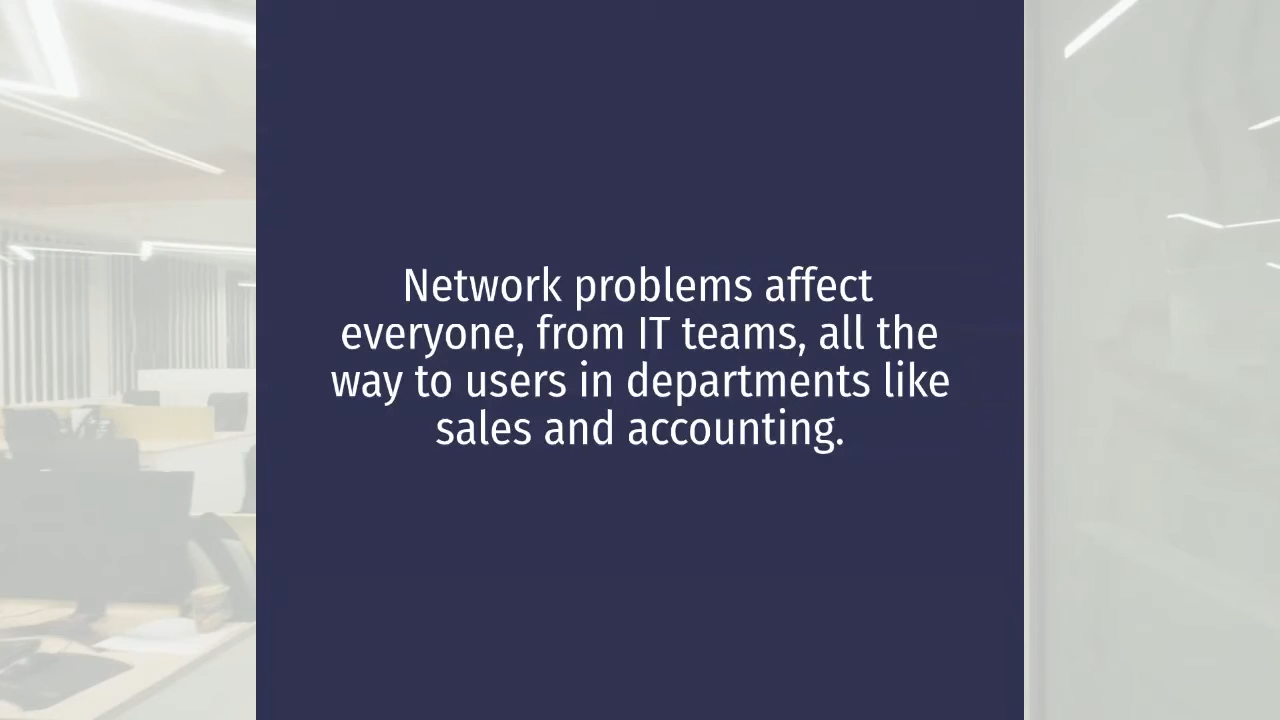 Network problems affect
everyone, from IT teams, all the
way to users in departments like
sales and accounting.